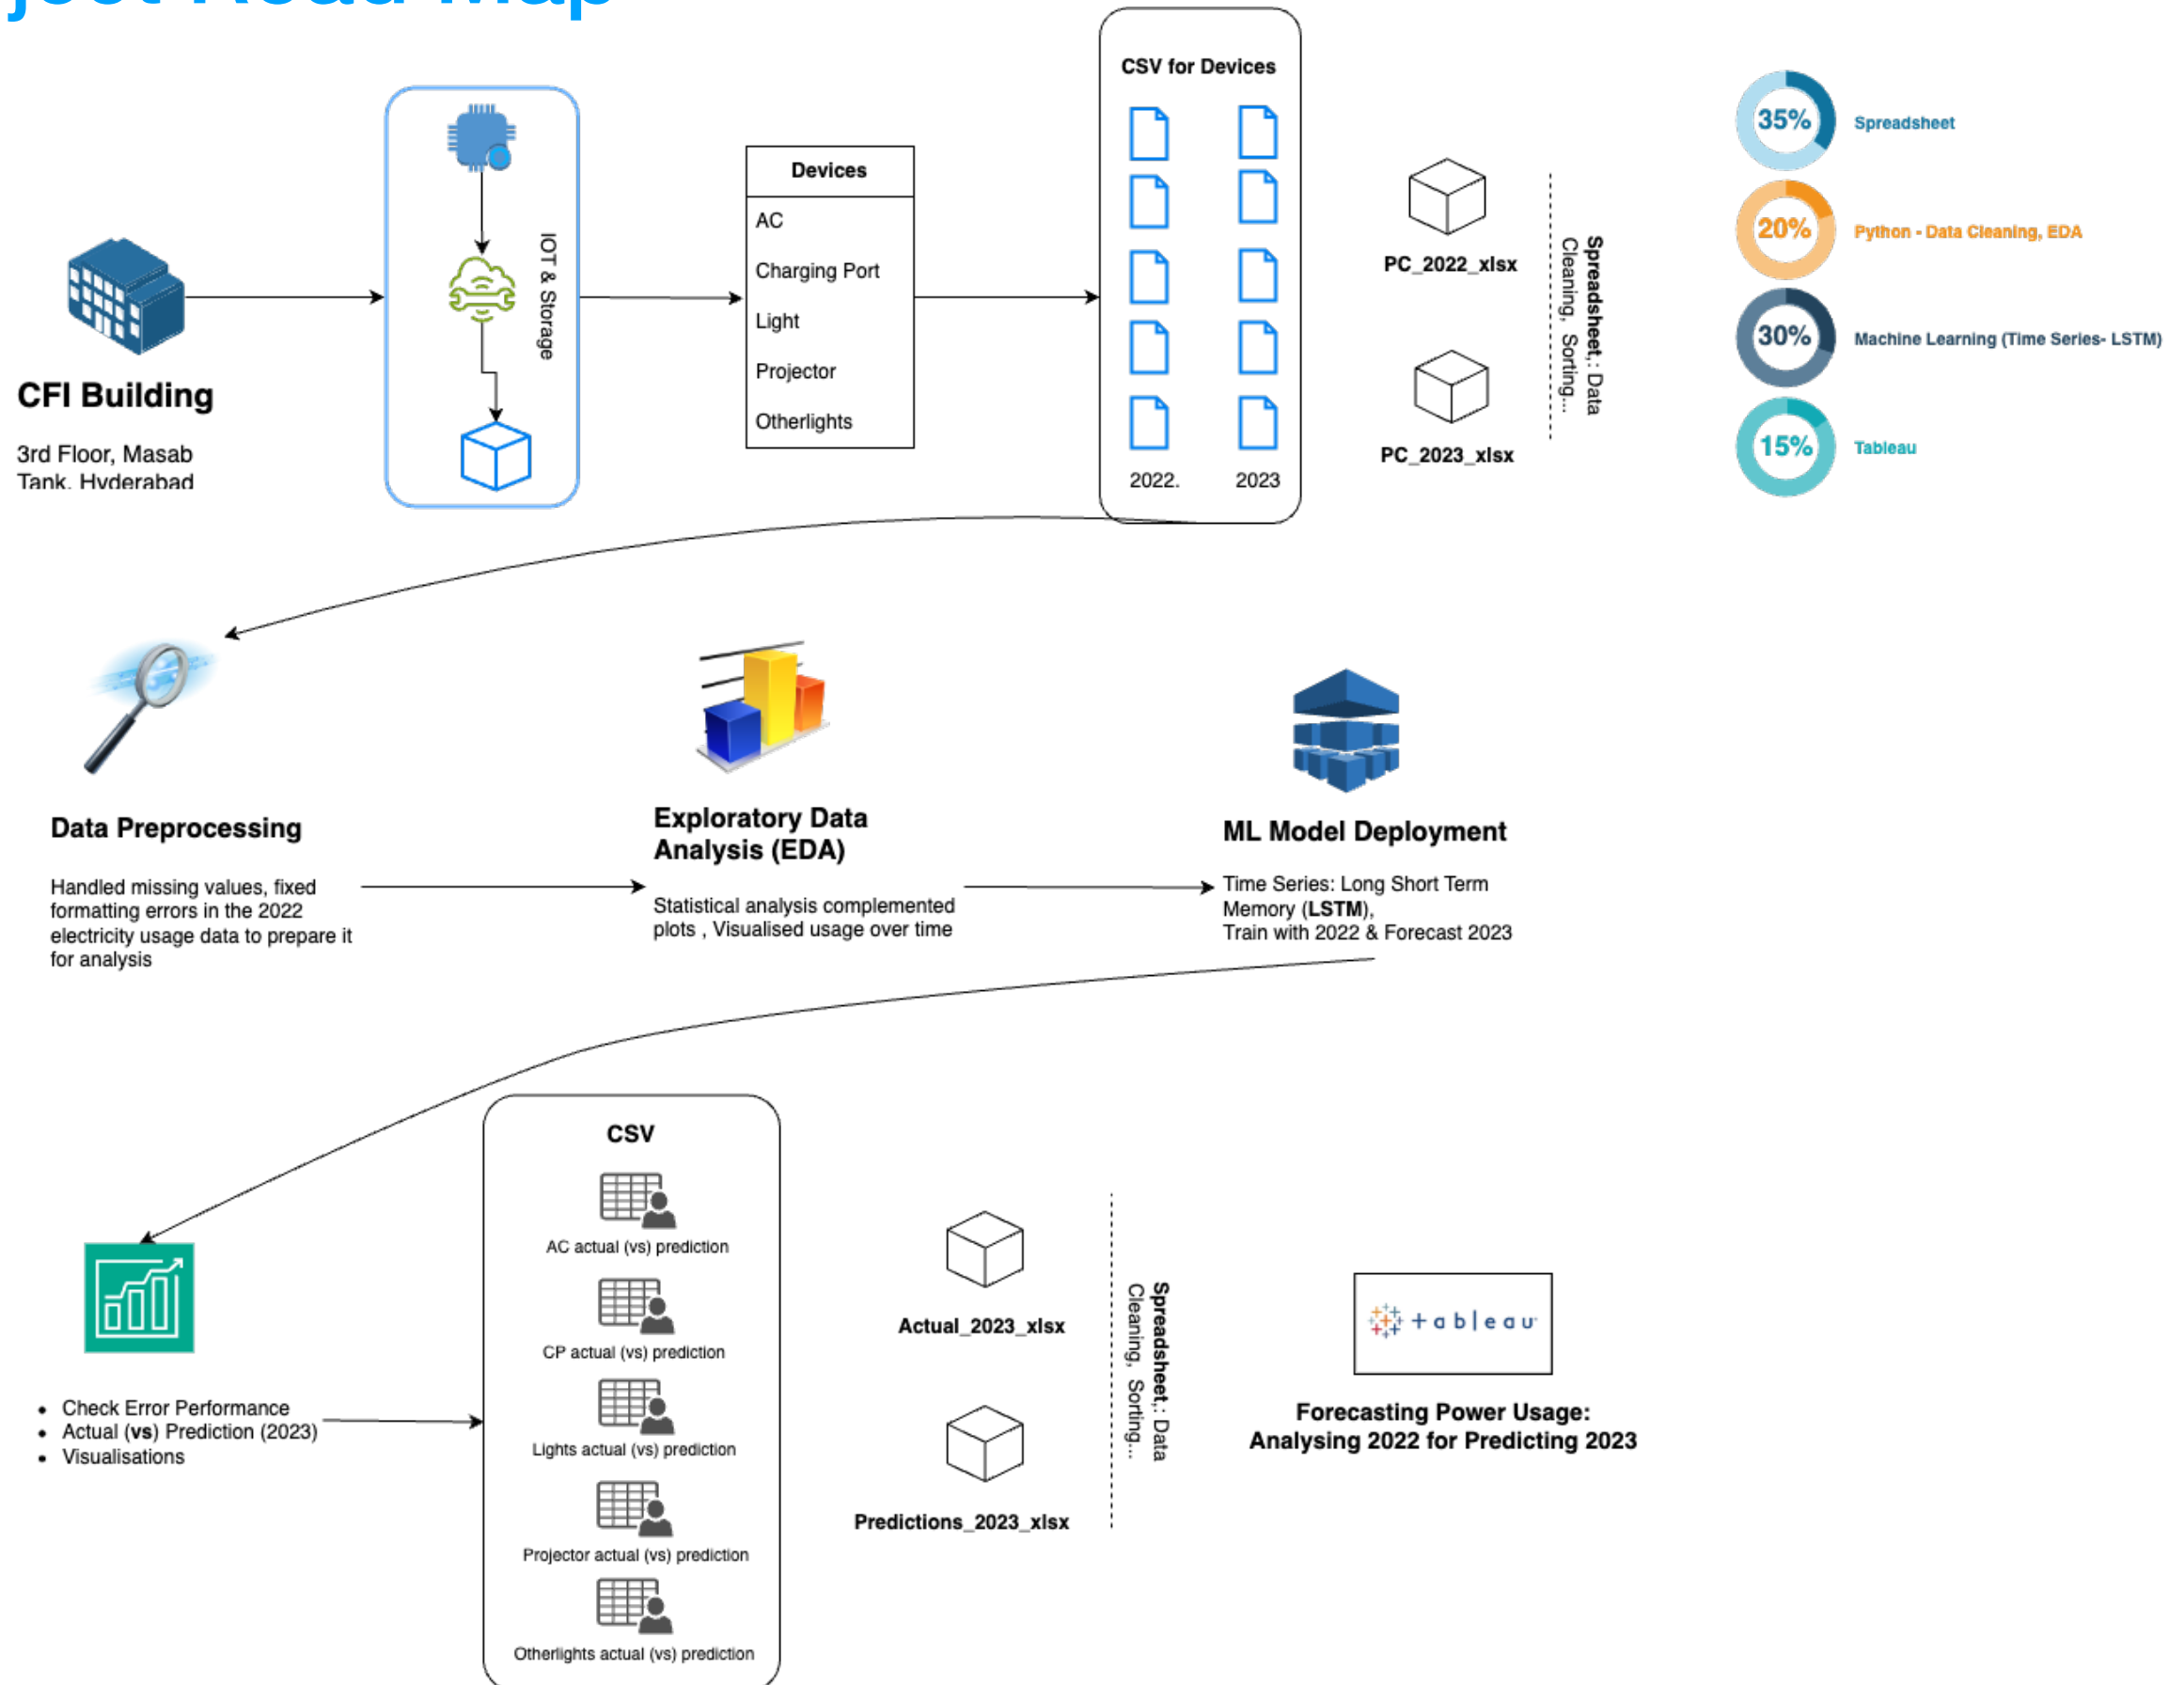 ject Road Map
CFI Building
3rd Floor, Masab
Tank, Hyderabad
IOT & Storage
Devices
AC
Charging Port
Light
Projector
Otherlights
CSV for Devices
2022.
2023
PC_2022_xlsx
PC_2023_xlsx
Spreadsheet,: Data
Cleaning, Sorting...
35%
Spreadsheet
20%
Python - Data Cleaning, EDA
30%
Machine Learning (Time Series- LSTM)
15%
Tableau
Data Preprocessing
Handled missing values, fixed
formatting errors in the 2022
electricity usage data to prepare it
for analysis
Exploratory Data
Analysis (EDA)
Statistical analysis complemented
plots , Visualised usage over time
ML Model Deployment
Time Series: Long Short Term
Memory (LSTM),
Train with 2022 & Forecast 2023
• Check Error Performance
• Actual (vs) Prediction (2023)
• Visualisations
CSV
AC actual (vs) prediction
CP actual (vs) prediction
Lights actual (vs) prediction
Projector actual (vs) prediction
Otherlights actual (vs) prediction
Actual_2023_xlsx
Predictions_2023_xlsx
Spreadsheet,: Data
Cleaning, Sorting...
+ableau
Forecasting Power Usage:
Analysing 2022 for Predicting 2023